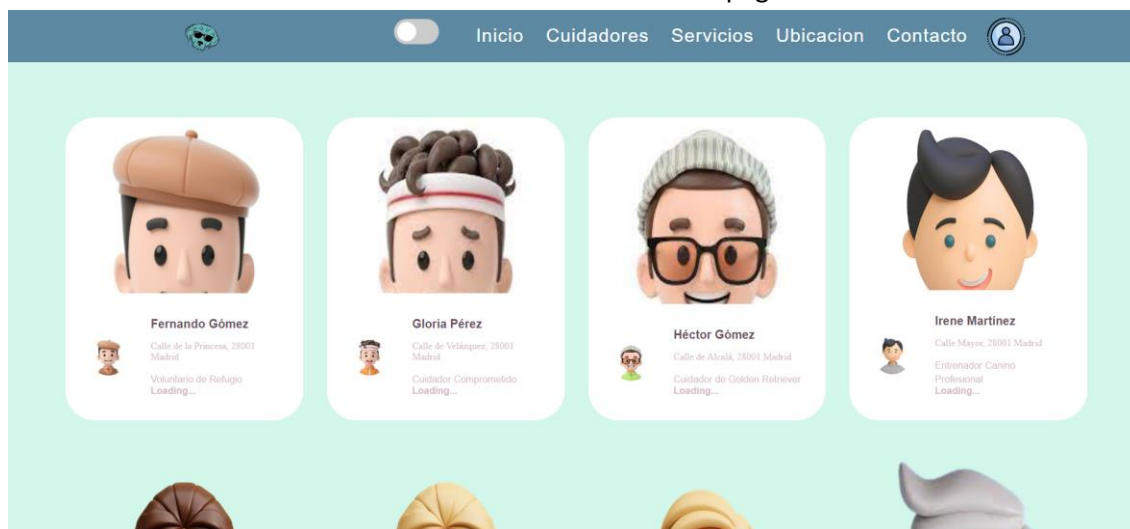 Inicio Cuidadores Servicios Ubicacion Contacto
Fernando Gómez
Calle de la Princesa, 28001
Madrid
Voluntario de Refugio
Loading...
Gloria Pérez
Calle de Velázquez, 28001
Madrid
Cuidador Comprometido
Loading...
Héctor Gómez
Calle de Alcalá, 28001 Madrid
Cuidador de Golden Retriever
Loading...
Irene Martínez
Calle Mayor, 28001 Madrid
Entrenador Canino
Profesional
Loading...